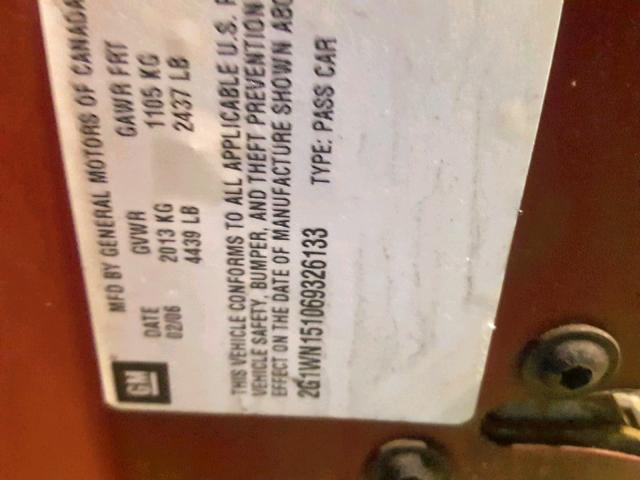 GM
MFD BY GENERAL MOTORS OF CANADA
DATE GVWR GAWR FRT
02/06 2013 KG 1105 KG
4439 LB 2437 LB
THIS VEHICLE CONFORMS TO ALL APPLICABLE U.S.
VEHICLE SAFETY, BUMPER, AND THEFT PREVENTION
EFFECT ON THE DATE OF MANUFACTURE SHOWN ABO
2G1WN151069326133 TYPE: PASS CAR